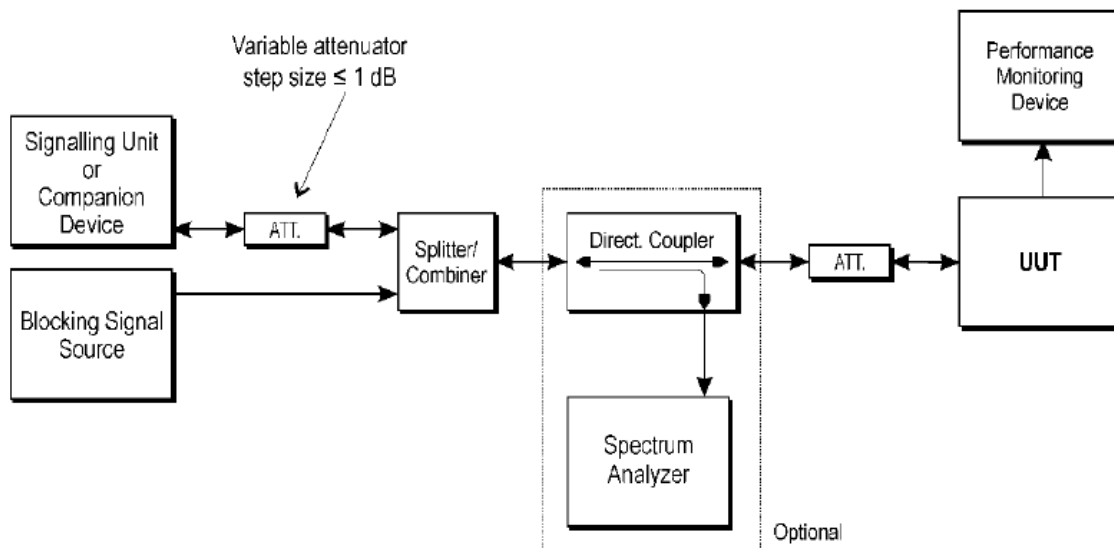 Variable attenuator
step size ≤ 1 dB
Performance
Monitoring
Device
Signalling Unit
or
Companion
Device
ATT.
Splitter/
Combiner
Direct. Coupler
ATT.
UUT
Blocking Signal
Source
Spectrum
Analyzer
Optional